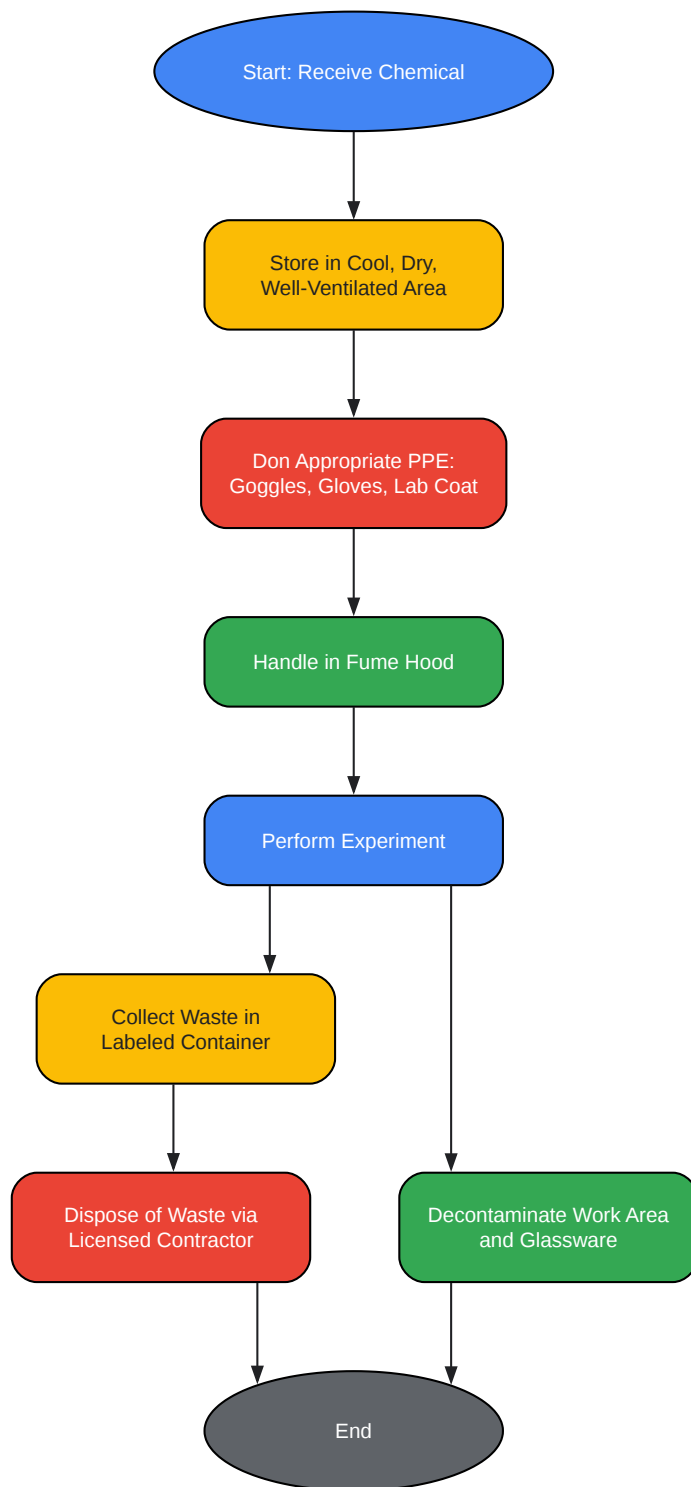 Start: Receive Chemical
Store in Cool, Dry,
Well-Ventilated Area
Don Appropriate PPE:
Goggles, Gloves, Lab Coat
Handle in Fume Hood
Perform Experiment
Collect Waste in
Labeled Container
Dispose of Waste via
Licensed Contractor
Decontaminate Work Area
and Glassware
End